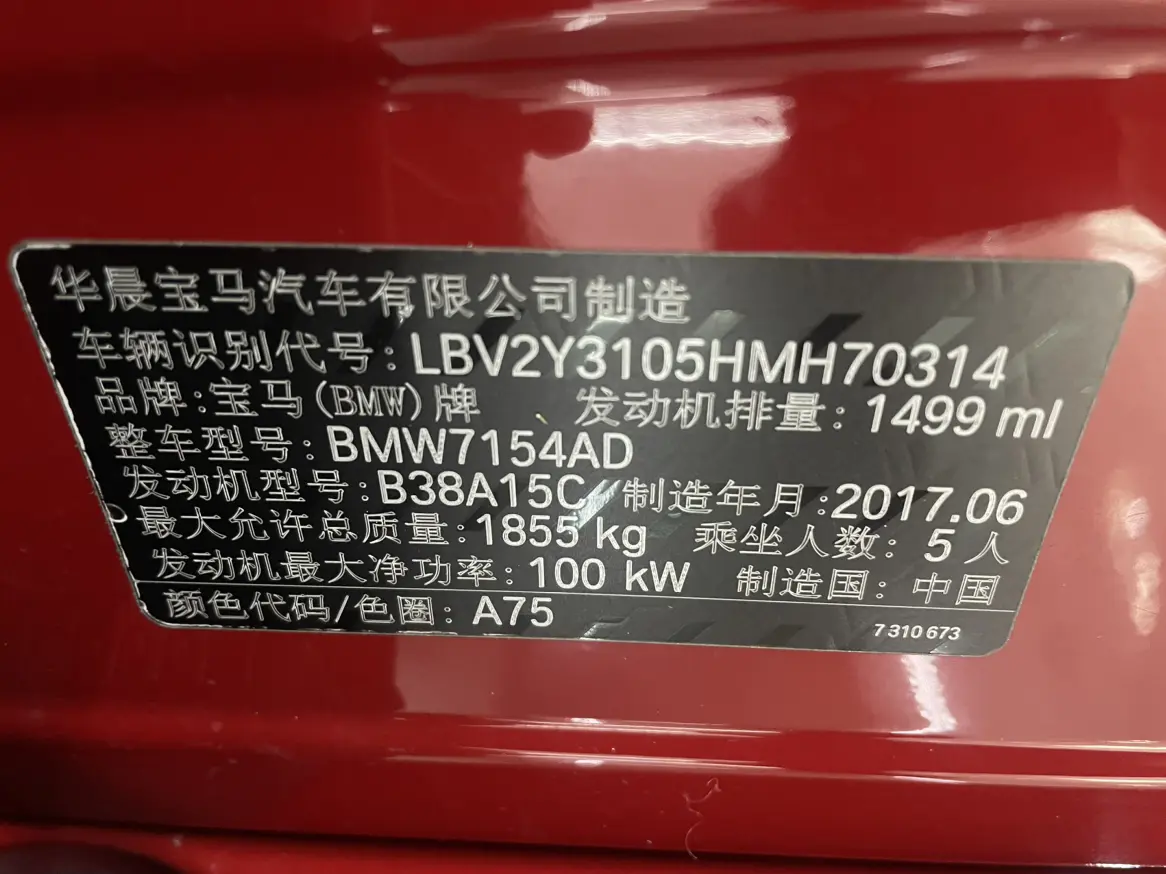 华晨宝马汽车有限公司制造
车辆识别代号:LBV2Y3105HMH70314
品牌:宝马(BMW)牌 发动机排量:1499 ml
整车型号:BMW7154AD
发动机型号:B38A15C 制造年月:2017.06
最大允许总质量:1855 kg 乘坐人数:5人
发动机最大净功率:100 kW 制造国:中国
颜色代码/色圈:A75
7 310 673